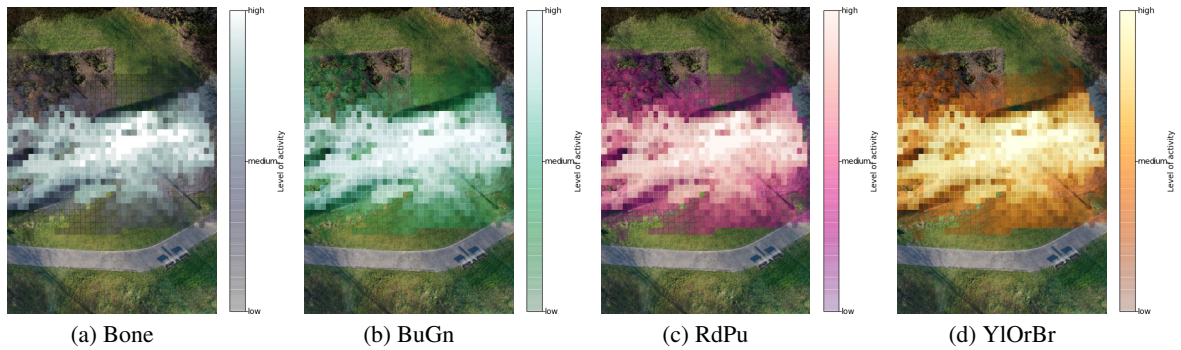 high
medium
low
Level of activity
high
medium
low
Level of activity
high
medium
low
Level of activity
high
medium
low
Level of activity
(a) Bone
(b) BuGn
(c) RdPu
(d) YlOrBr